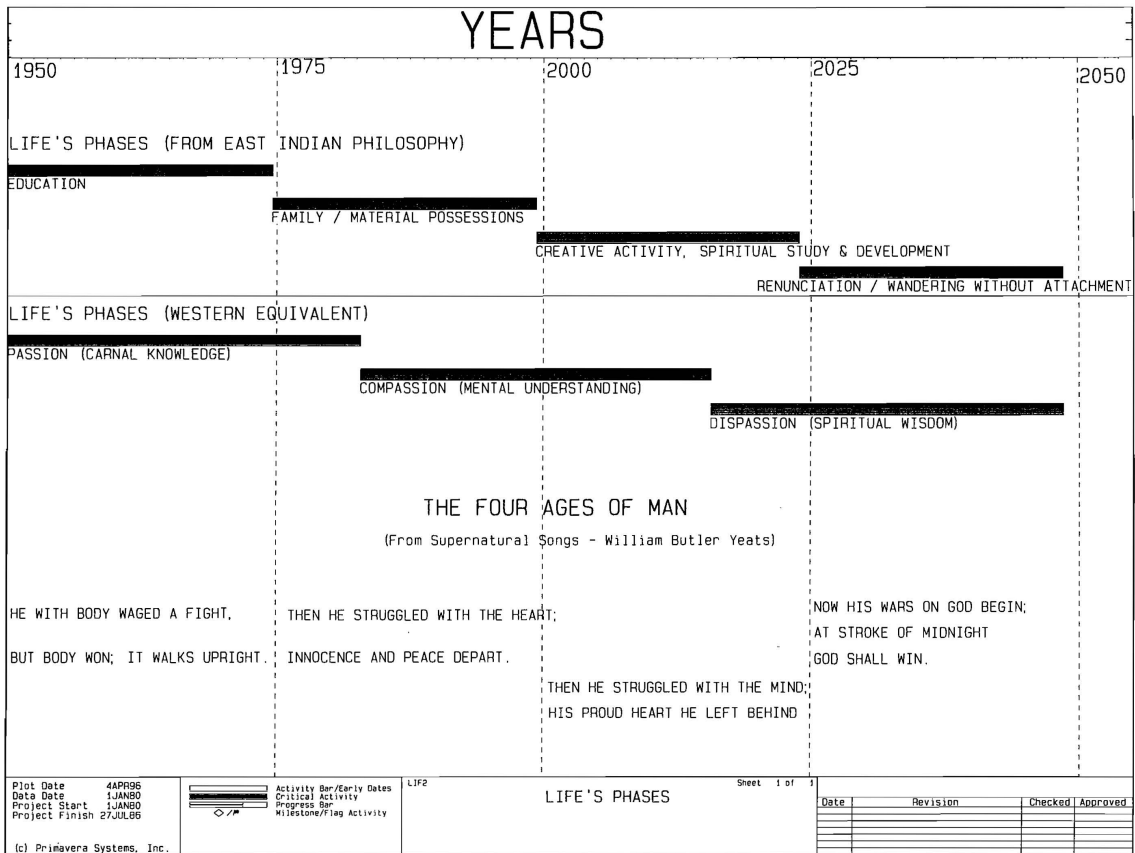 YEARS
1950 1975 2000 2025 2050
LIFE'S PHASES (FROM EAST INDIAN PHILOSOPHY)
EDUCATION
FAMILY / MATERIAL POSSESSIONS
CREATIVE ACTIVITY, SPIRITUAL STUDY & DEVELOPMENT
RENUNCIATION / WANDERING WITHOUT ATTACHMENT
LIFE'S PHASES (WESTERN EQUIVALENT)
PASSION (CARNAL KNOWLEDGE)
COMPASSION (MENTAL UNDERSTANDING)
DISPASSION (SPIRITUAL WISDOM)
THE FOUR AGES OF MAN
(From Supernatural Songs - William Butler Yeats)
HE WITH BODY WAGED A FIGHT,
BUT BODY WON; IT WALKS UPRIGHT.
THEN HE STRUGGLED WITH THE HEART;
INNOCENCE AND PEACE DEPART.
THEN HE STRUGGLED WITH THE MIND;
HIS PROUD HEART HE LEFT BEHIND
NOW HIS WARS ON GOD BEGIN;
AT STROKE OF MIDNIGHT
GOD SHALL WIN.
Plot Date 4APR96
Data Date 1JAN80
Project Start 1JAN80
Project Finish 27JUL86
(c) Primavera Systems, Inc.
Activity Bar/Early Dates
Critical Activity
Progress Bar
Milestone/Flag Activity
LIF2
LIFE'S PHASES
Sheet 1 of 1
Date Revision Checked Approved